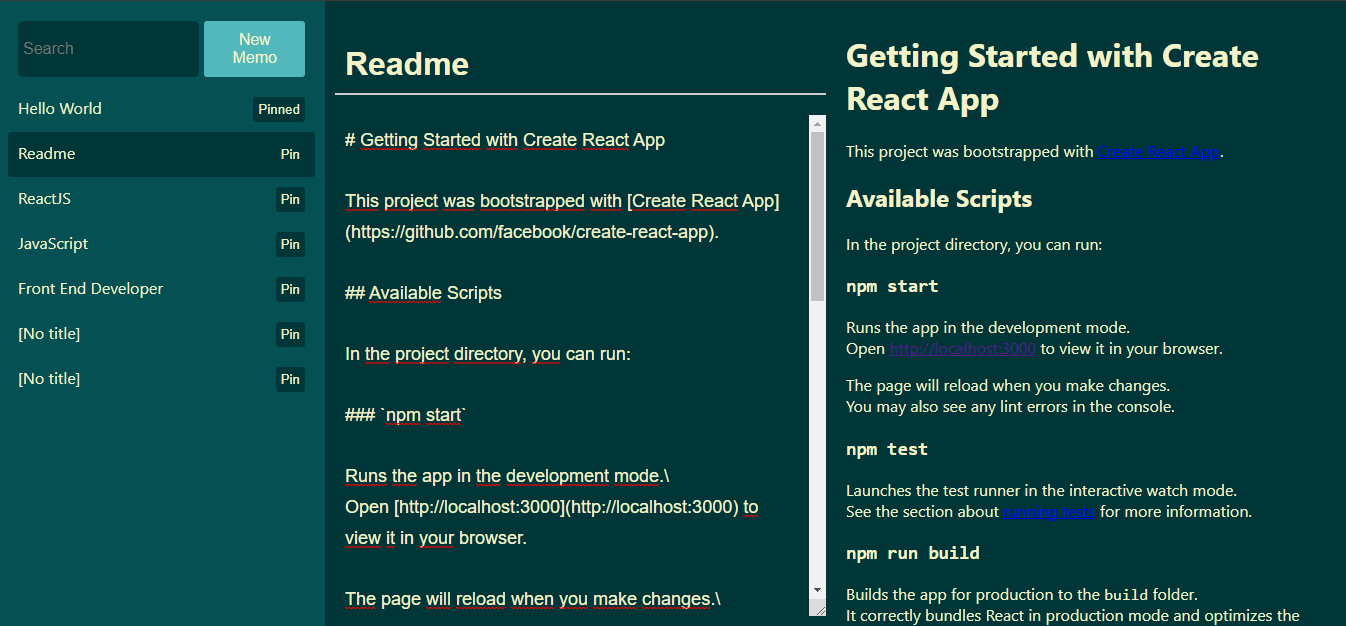 Search
New
Memo
Hello World
Pinned
Readme
Pin
ReactJS
Pin
JavaScript
Pin
Front End Developer
Pin
[No title]
Pin
[No title]
Pin
Readme
# Getting Started with Create React App
This project was bootstrapped with [Create React App]
(https://github.com/facebook/create-react-app).
## Available Scripts
In the project directory, you can run:
### `npm start`
Runs the app in the development mode.\
Open [http://localhost:3000](http://localhost:3000) to
view it in your browser.
The page will reload when you make changes.\
Getting Started with Create
React App
This project was bootstrapped with Create React App.
Available Scripts
In the project directory, you can run:
npm start
Runs the app in the development mode.
Open http://localhost:3000 to view it in your browser.
The page will reload when you make changes.
You may also see any lint errors in the console.
npm test
Launches the test runner in the interactive watch mode.
See the section about running tests for more information.
npm run build
Builds the app for production to the build folder.
It correctly bundles React in production mode and optimizes the